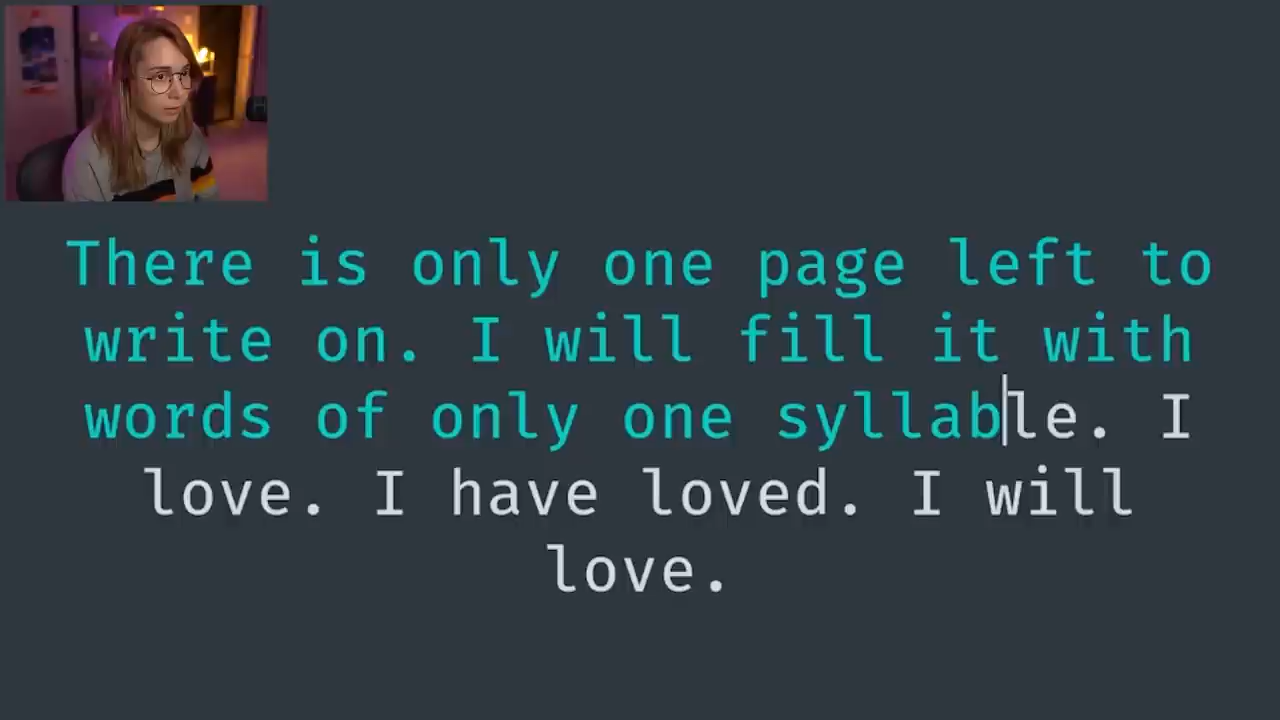 There is only one page left to
write on. I will fill it with
words of only one syllable. I
love. I have loved. I will
love.